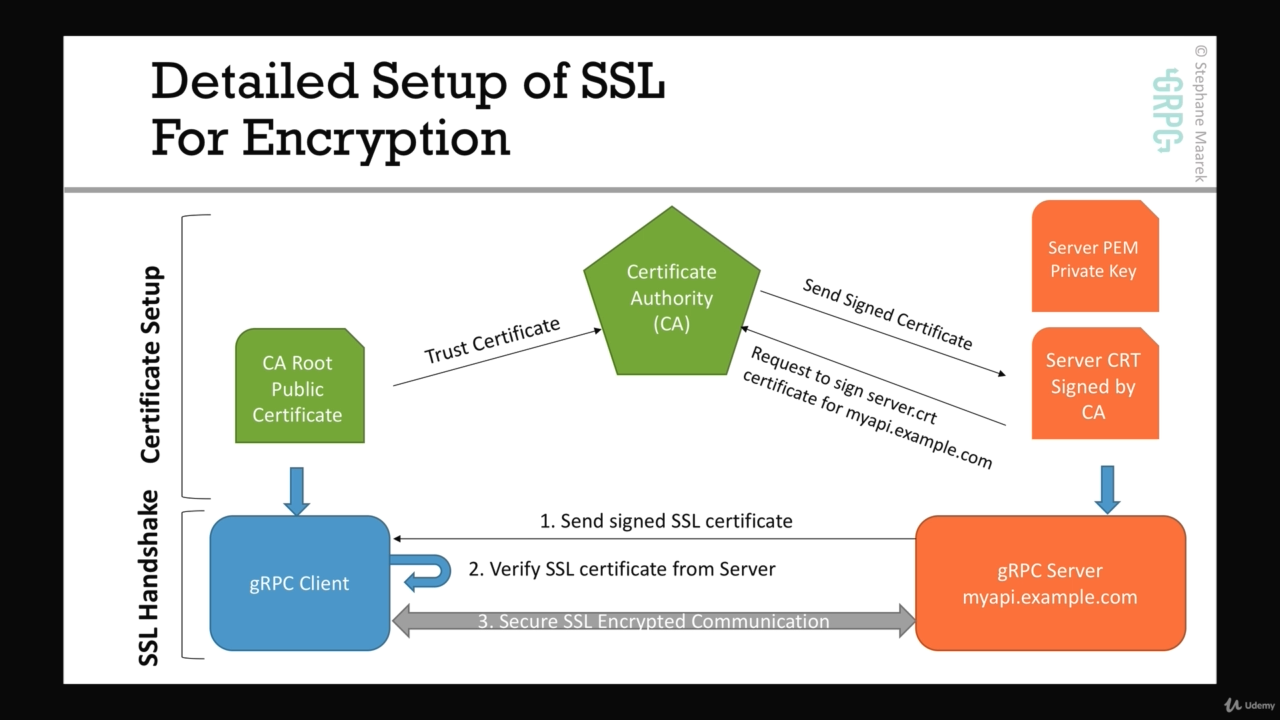 Detailed Setup of SSL
For Encryption
GRPC
© Stephane Maarek
Certificate Setup
CA Root
Public
Certificate
Trust Certificate
Certificate
Authority
(CA)
Send Signed Certificate
Request to sign server.crt
certificate for myapi.example.com
Server PEM
Private Key
Server CRT
Signed by
CA
SSL Handshake
gRPC Client
1. Send signed SSL certificate
2. Verify SSL certificate from Server
3. Secure SSL Encrypted Communication
gRPC Server
myapi.example.com
Udemy